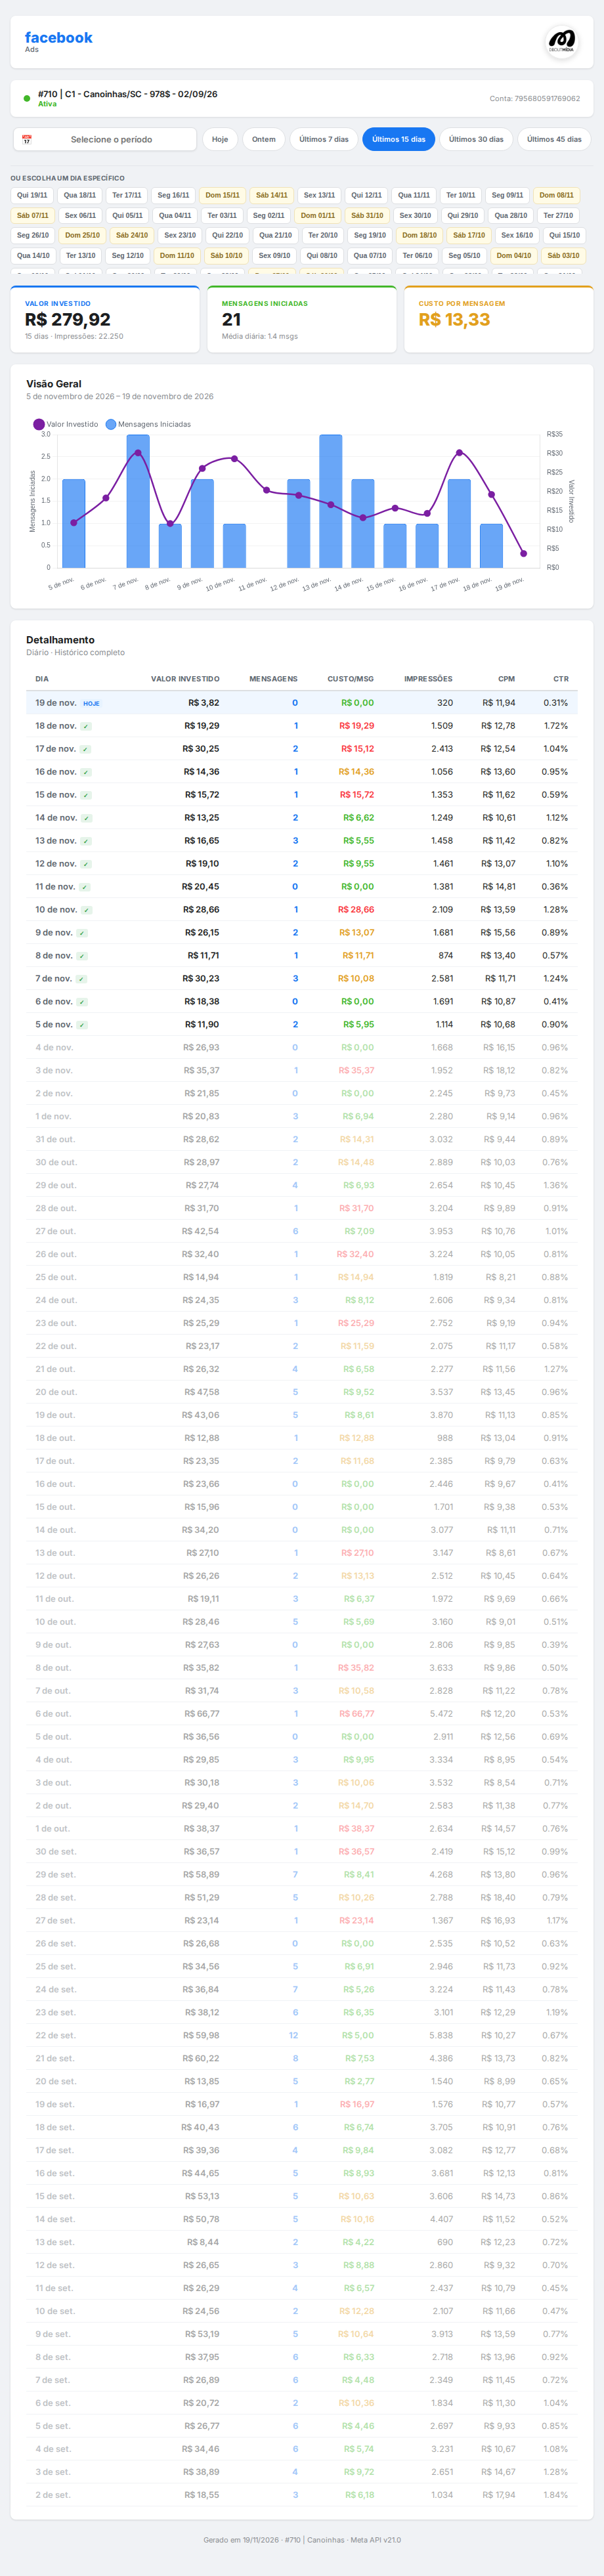 facebook
Ads
#710 | C1 - Canoinhas/SC - 978$ - 02/09/26
Ativa
Conta: 795680591769062
Selecione o período Hoje Ontem Últimos 7 dias Últimos 15 dias Últimos 30 dias Últimos 45 dias
OU ESCOLHA UM DIA ESPECÍFICO
Qui 19/11 Qua 18/11 Ter 17/11 Seg 16/11 Dom 15/11 Sáb 14/11 Sex 13/11 Qui 12/11 Qua 11/11 Ter 10/11 Seg 09/11 Dom 08/11
Sáb 07/11 Sex 06/11 Qui 05/11 Qua 04/11 Ter 03/11 Seg 02/11 Dom 01/11 Sáb 31/10 Sex 30/10 Qui 29/10 Qua 28/10 Ter 27/10
Seg 26/10 Dom 25/10 Sáb 24/10 Sex 23/10 Qui 22/10 Qua 21/10 Ter 20/10 Seg 19/10 Dom 18/10 Sáb 17/10 Sex 16/10 Qui 15/10
Qua 14/10 Ter 13/10 Seg 12/10 Dom 11/10 Sáb 10/10 Sex 09/10 Qui 08/10 Qua 07/10 Ter 06/10 Seg 05/10 Dom 04/10 Sáb 03/10
VALOR INVESTIDO
R$ 279,92
15 dias · Impressões: 22.250
MENSAGENS INICIADAS
21
Média diária: 1.4 msgs
CUSTO POR MENSAGEM
R$ 13,33
Visão Geral
5 de novembro de 2026 – 19 de novembro de 2026
Valor Investido Mensagens Iniciadas
3.0 R$35
R$30
2.5
R$25
2.0
R$20
1.5
R$15
1.0
R$10
0.5
R$5
0 R$0
Mensagens Iniciadas
Valor Investido
5 de nov. 6 de nov. 7 de nov. 8 de nov. 9 de nov. 10 de nov. 11 de nov. 12 de nov. 13 de nov. 14 de nov. 15 de nov. 16 de nov. 17 de nov. 18 de nov. 19 de nov.
Detalhamento
Diário · Histórico completo
DIA VALOR INVESTIDO MENSAGENS CUSTO/MSG IMPRESSÕES CPM CTR
19 de nov. HOJE R$ 3,82 0 R$ 0,00 320 R$ 11,94 0.31%
18 de nov. ✓ R$ 19,29 1 R$ 19,29 1.509 R$ 12,78 1.72%
17 de nov. ✓ R$ 30,25 2 R$ 15,12 2.413 R$ 12,54 1.04%
16 de nov. ✓ R$ 14,36 1 R$ 14,36 1.056 R$ 13,60 0.95%
15 de nov. ✓ R$ 15,72 1 R$ 15,72 1.353 R$ 11,62 0.59%
14 de nov. ✓ R$ 13,25 2 R$ 6,62 1.249 R$ 10,61 1.12%
13 de nov. ✓ R$ 16,65 3 R$ 5,55 1.458 R$ 11,42 0.82%
12 de nov. ✓ R$ 19,10 2 R$ 9,55 1.461 R$ 13,07 1.10%
11 de nov. ✓ R$ 20,45 0 R$ 0,00 1.381 R$ 14,81 0.36%
10 de nov. ✓ R$ 28,66 1 R$ 28,66 2.109 R$ 13,59 1.28%
9 de nov. ✓ R$ 26,15 2 R$ 13,07 1.681 R$ 15,56 0.89%
8 de nov. ✓ R$ 11,71 1 R$ 11,71 874 R$ 13,40 0.57%
7 de nov. ✓ R$ 30,23 3 R$ 10,08 2.581 R$ 11,71 1.24%
6 de nov. ✓ R$ 18,38 0 R$ 0,00 1.691 R$ 10,87 0.41%
5 de nov. ✓ R$ 11,90 2 R$ 5,95 1.114 R$ 10,68 0.90%
4 de nov. R$ 26,93 0 R$ 0,00 1.668 R$ 16,15 0.96%
3 de nov. R$ 35,37 1 R$ 35,37 1.952 R$ 18,12 0.82%
2 de nov. R$ 21,85 0 R$ 0,00 2.245 R$ 9,73 0.45%
1 de nov. R$ 20,83 3 R$ 6,94 2.280 R$ 9,14 0.96%
31 de out. R$ 28,62 2 R$ 14,31 3.032 R$ 9,44 0.89%
30 de out. R$ 28,97 2 R$ 14,48 2.889 R$ 10,03 0.76%
29 de out. R$ 27,74 4 R$ 6,93 2.654 R$ 10,45 1.36%
28 de out. R$ 31,70 1 R$ 31,70 3.204 R$ 9,89 0.91%
27 de out. R$ 42,54 6 R$ 7,09 3.953 R$ 10,76 1.01%
26 de out. R$ 32,40 1 R$ 32,40 3.224 R$ 10,05 0.81%
25 de out. R$ 14,94 1 R$ 14,94 1.819 R$ 8,21 0.88%
24 de out. R$ 24,35 3 R$ 8,12 2.606 R$ 9,34 0.81%
23 de out. R$ 25,29 1 R$ 25,29 2.752 R$ 9,19 0.94%
22 de out. R$ 23,17 2 R$ 11,59 2.075 R$ 11,17 0.58%
21 de out. R$ 26,32 4 R$ 6,58 2.277 R$ 11,56 1.27%
20 de out. R$ 47,58 5 R$ 9,52 3.537 R$ 13,45 0.96%
19 de out. R$ 43,06 5 R$ 8,61 3.870 R$ 11,13 0.85%
18 de out. R$ 12,88 1 R$ 12,88 988 R$ 13,04 0.91%
17 de out. R$ 23,35 2 R$ 11,68 2.385 R$ 9,79 0.63%
16 de out. R$ 23,66 0 R$ 0,00 2.446 R$ 9,67 0.41%
15 de out. R$ 15,96 0 R$ 0,00 1.701 R$ 9,38 0.53%
14 de out. R$ 34,20 0 R$ 0,00 3.077 R$ 11,11 0.71%
13 de out. R$ 27,10 1 R$ 27,10 3.147 R$ 8,61 0.67%
12 de out. R$ 26,26 2 R$ 13,13 2.512 R$ 10,45 0.64%
11 de out. R$ 19,11 3 R$ 6,37 1.972 R$ 9,69 0.66%
10 de out. R$ 28,46 5 R$ 5,69 3.160 R$ 9,01 0.51%
9 de out. R$ 27,63 0 R$ 0,00 2.806 R$ 9,85 0.39%
8 de out. R$ 35,82 1 R$ 35,82 3.633 R$ 9,86 0.50%
7 de out. R$ 31,74 3 R$ 10,58 2.828 R$ 11,22 0.78%
6 de out. R$ 66,77 1 R$ 66,77 5.472 R$ 12,20 0.53%
5 de out. R$ 36,56 0 R$ 0,00 2.911 R$ 12,56 0.69%
4 de out. R$ 29,85 3 R$ 9,95 3.334 R$ 8,95 0.54%
3 de out. R$ 30,18 3 R$ 10,06 3.532 R$ 8,54 0.71%
2 de out. R$ 29,40 2 R$ 14,70 2.583 R$ 11,38 0.77%
1 de out. R$ 38,37 1 R$ 38,37 2.634 R$ 14,57 0.76%
30 de set. R$ 36,57 1 R$ 36,57 2.419 R$ 15,12 0.99%
29 de set. R$ 58,89 7 R$ 8,41 4.268 R$ 13,80 0.96%
28 de set. R$ 51,29 5 R$ 10,26 2.788 R$ 18,40 0.79%
27 de set. R$ 23,14 1 R$ 23,14 1.367 R$ 16,93 1.17%
26 de set. R$ 26,68 0 R$ 0,00 2.535 R$ 10,52 0.63%
25 de set. R$ 34,56 5 R$ 6,91 2.946 R$ 11,73 0.92%
24 de set. R$ 36,84 7 R$ 5,26 3.224 R$ 11,43 0.78%
23 de set. R$ 38,12 6 R$ 6,35 3.101 R$ 12,29 1.19%
22 de set. R$ 59,98 12 R$ 5,00 5.838 R$ 10,27 0.67%
21 de set. R$ 60,22 8 R$ 7,53 4.386 R$ 13,73 0.82%
20 de set. R$ 13,85 5 R$ 2,77 1.540 R$ 8,99 0.65%
19 de set. R$ 16,97 1 R$ 16,97 1.576 R$ 10,77 0.57%
18 de set. R$ 40,43 6 R$ 6,74 3.705 R$ 10,91 0.76%
17 de set. R$ 39,36 4 R$ 9,84 3.082 R$ 12,77 0.68%
16 de set. R$ 44,65 5 R$ 8,93 3.681 R$ 12,13 0.81%
15 de set. R$ 53,13 5 R$ 10,63 3.606 R$ 14,73 0.86%
14 de set. R$ 50,78 5 R$ 10,16 4.407 R$ 11,52 0.52%
13 de set. R$ 8,44 2 R$ 4,22 690 R$ 12,23 0.72%
12 de set. R$ 26,65 3 R$ 8,88 2.860 R$ 9,32 0.70%
11 de set. R$ 26,29 4 R$ 6,57 2.437 R$ 10,79 0.45%
10 de set. R$ 24,56 2 R$ 12,28 2.107 R$ 11,66 0.47%
9 de set. R$ 53,19 5 R$ 10,64 3.913 R$ 13,59 0.77%
8 de set. R$ 37,95 6 R$ 6,33 2.718 R$ 13,96 0.92%
7 de set. R$ 26,89 6 R$ 4,48 2.349 R$ 11,45 0.72%
6 de set. R$ 20,72 2 R$ 10,36 1.834 R$ 11,30 1.04%
5 de set. R$ 26,77 6 R$ 4,46 2.697 R$ 9,93 0.85%
4 de set. R$ 34,46 6 R$ 5,74 3.231 R$ 10,67 1.08%
3 de set. R$ 38,89 4 R$ 9,72 2.651 R$ 14,67 1.28%
2 de set. R$ 18,55 3 R$ 6,18 1.034 R$ 17,94 1.84%
Gerado em 19/11/2026 · #710 | Canoinhas · Meta API v21.0